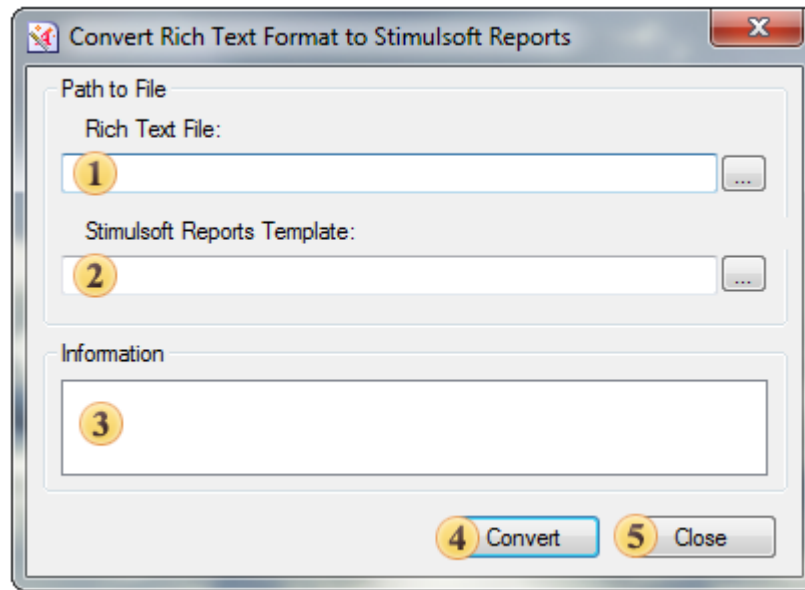 Convert Rich Text Format to Stimulsoft Reports
X
Path to File
Rich Text File:
1
...
Stimulsoft Reports Template:
2
...
Information
3
4 Convert
5 Close